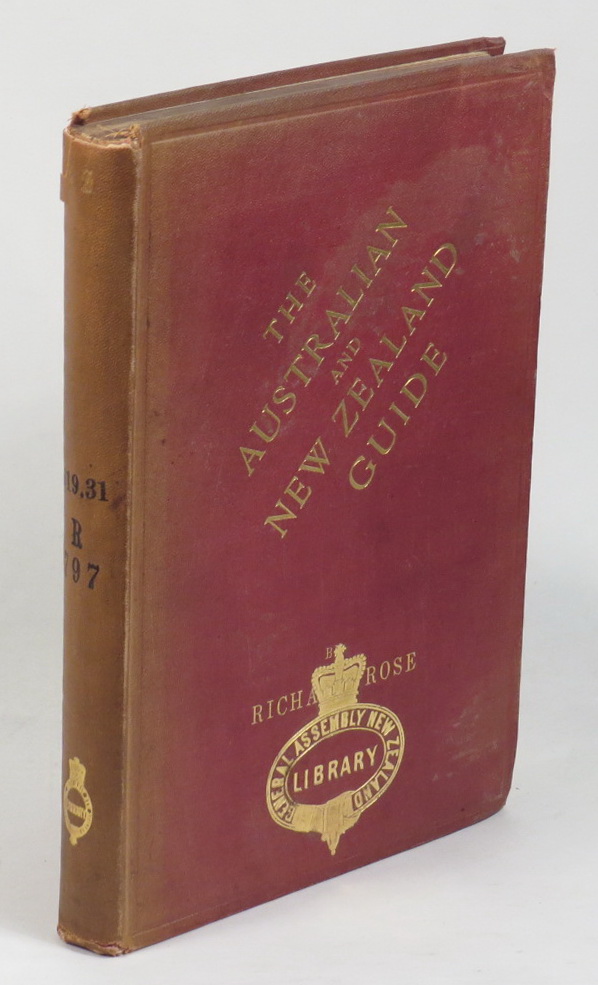 THE
AUSTRALIAN
AND
NEW ZEALAND
GUIDE
B
RICHA ROSE
GENERAL ASSEMBLY NEW ZEALAND
LIBRARY
19.31
R
797